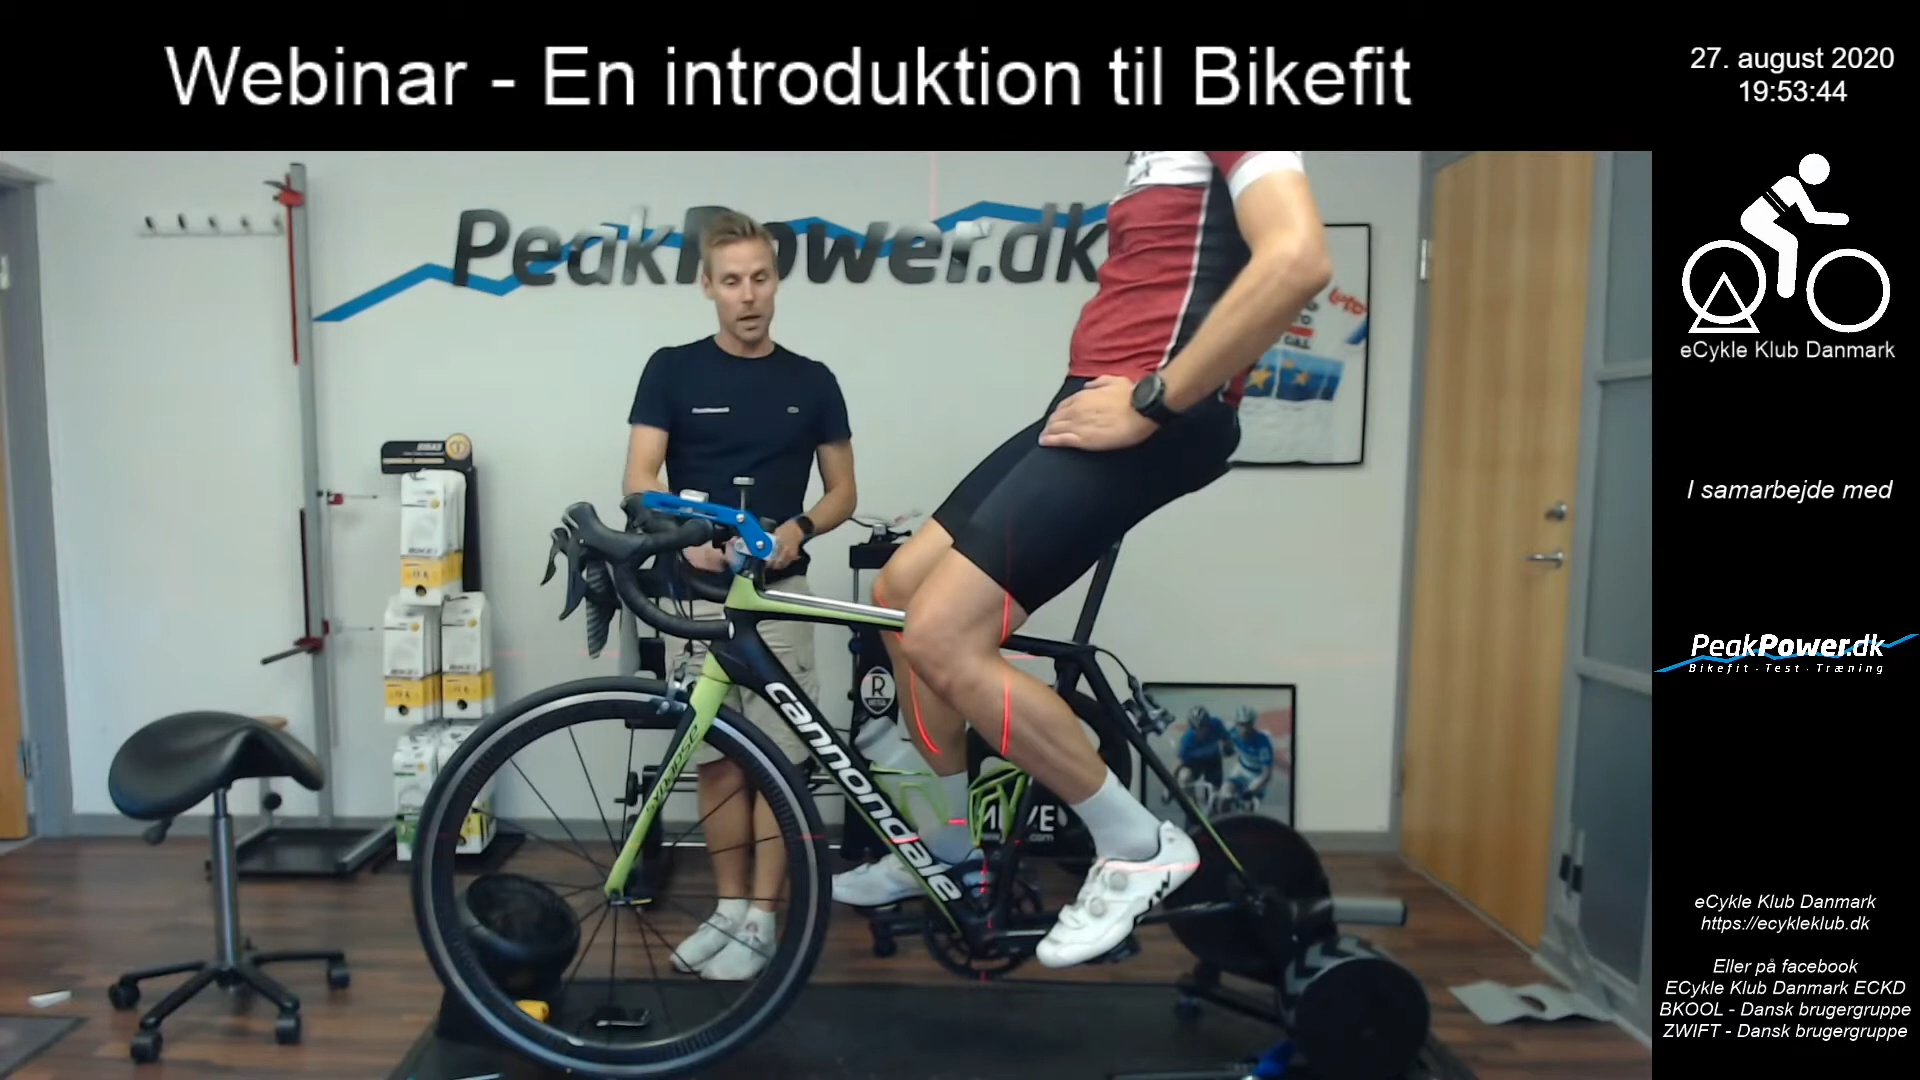 Webinar - En introduktion til Bikefit
27. august 2020
19:53:44
PeakPower.dk
eCykle Klub Danmark
I samarbejde med
PeakPower.dk
Bikefit · Test · Træning
R
cannondale
synapse
eCykle Klub Danmark
https://ecykleklub.dk
Eller på facebook
ECykle Klub Danmark ECKD
BKOOL - Dansk brugergruppe
ZWIFT - Dansk brugergruppe